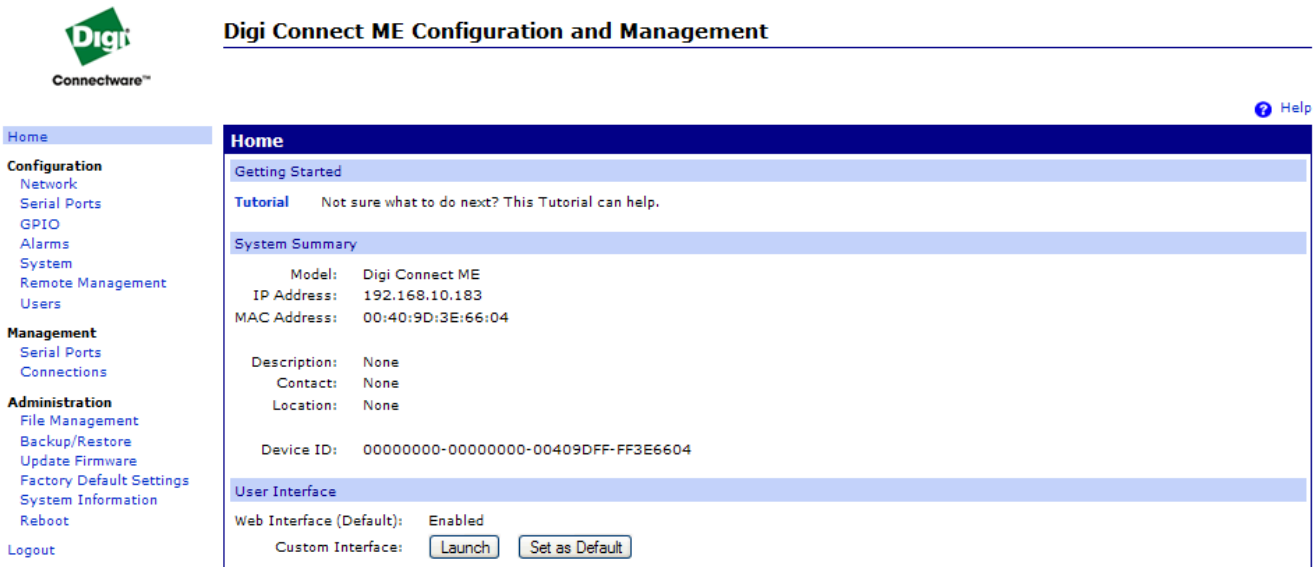 Digi
Connectware™
Digi Connect ME Configuration and Management
Help
Home
Configuration
Network
Serial Ports
GPIO
Alarms
System
Remote Management
Users
Management
Serial Ports
Connections
Administration
File Management
Backup/Restore
Update Firmware
Factory Default Settings
System Information
Reboot
Logout
Home
Getting Started
Tutorial Not sure what to do next? This Tutorial can help.
System Summary
Model: Digi Connect ME
IP Address: 192.168.10.183
MAC Address: 00:40:9D:3E:66:04
Description: None
Contact: None
Location: None
Device ID: 00000000-00000000-00409DFF-FF3E6604
User Interface
Web Interface (Default): Enabled
Custom Interface: Launch Set as Default